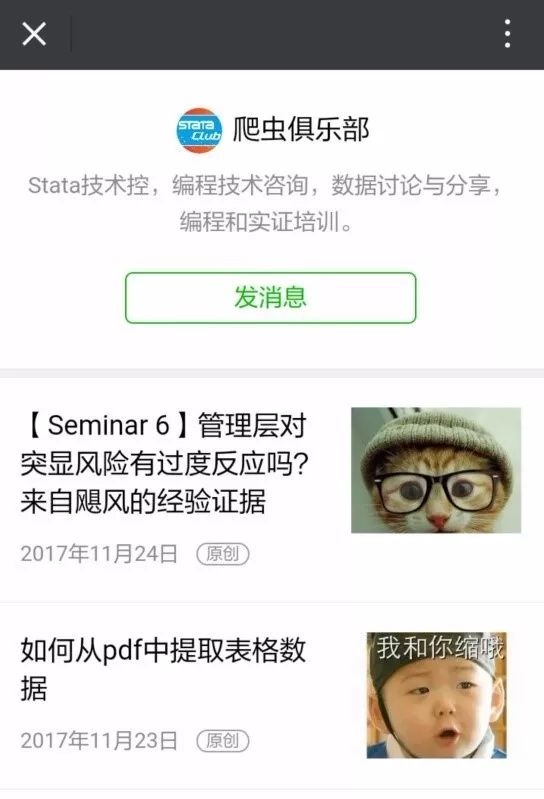 STATA
Club
爬虫俱乐部
Stata技术控，编程技术咨询，数据讨论与分享，
编程和实证培训。
发消息
【Seminar 6】管理层对
突显风险有过度反应吗?
来自飓风的经验证据
2017年11月24日 原创
如何从pdf中提取表格数
据
我和你缩哦
2017年11月23日 原创